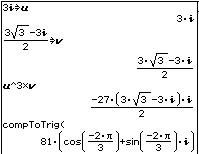 3i⇒u
3·i
3√3 -3i
2
⇒v
3·√3 -3·i
2
u^3×v
-27·(3·√3 -3·i)·i
2
compToTrig(
81·(cos(-2·π/3)+sin(-2·π/3)·i)